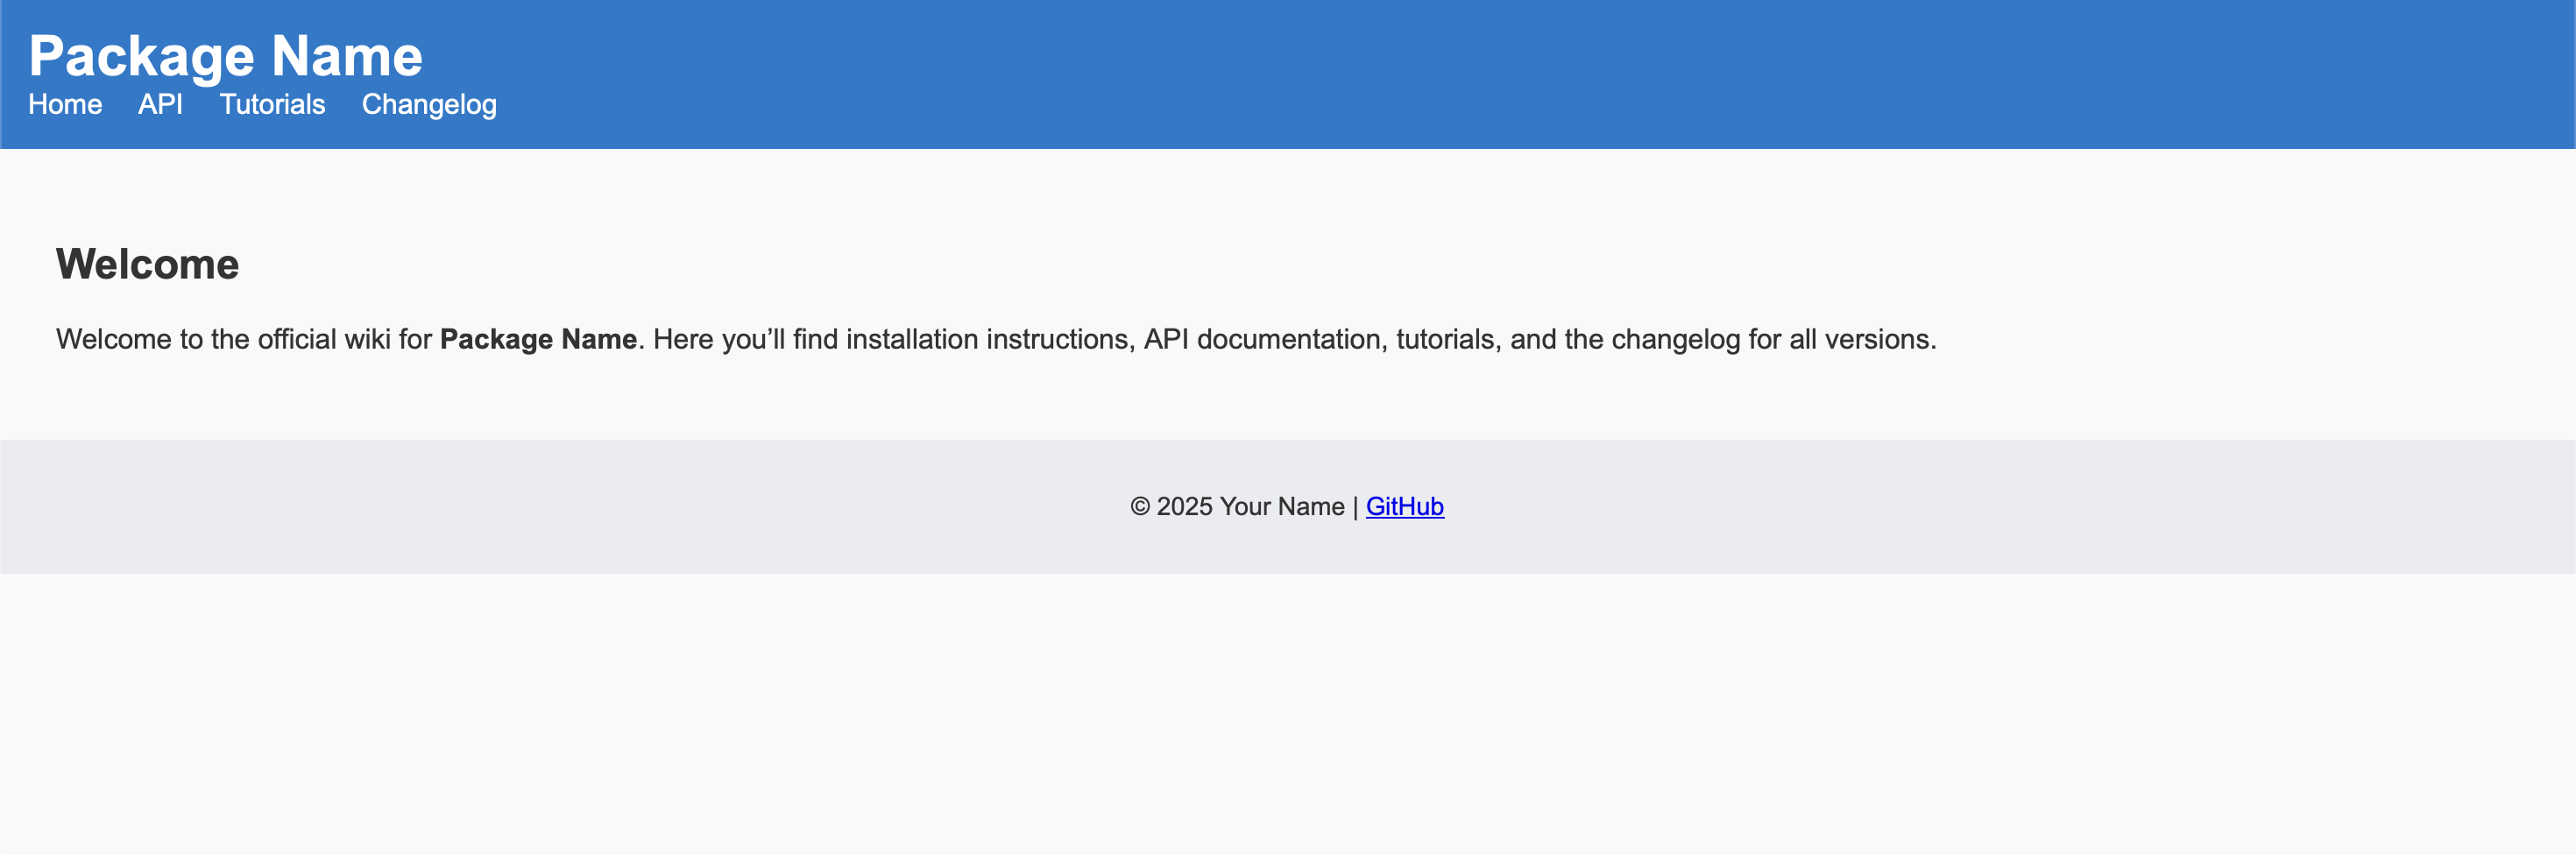 Package Name
Home API Tutorials Changelog
Welcome
Welcome to the official wiki for Package Name. Here you’ll find installation instructions, API documentation, tutorials, and the changelog for all versions.
© 2025 Your Name | GitHub